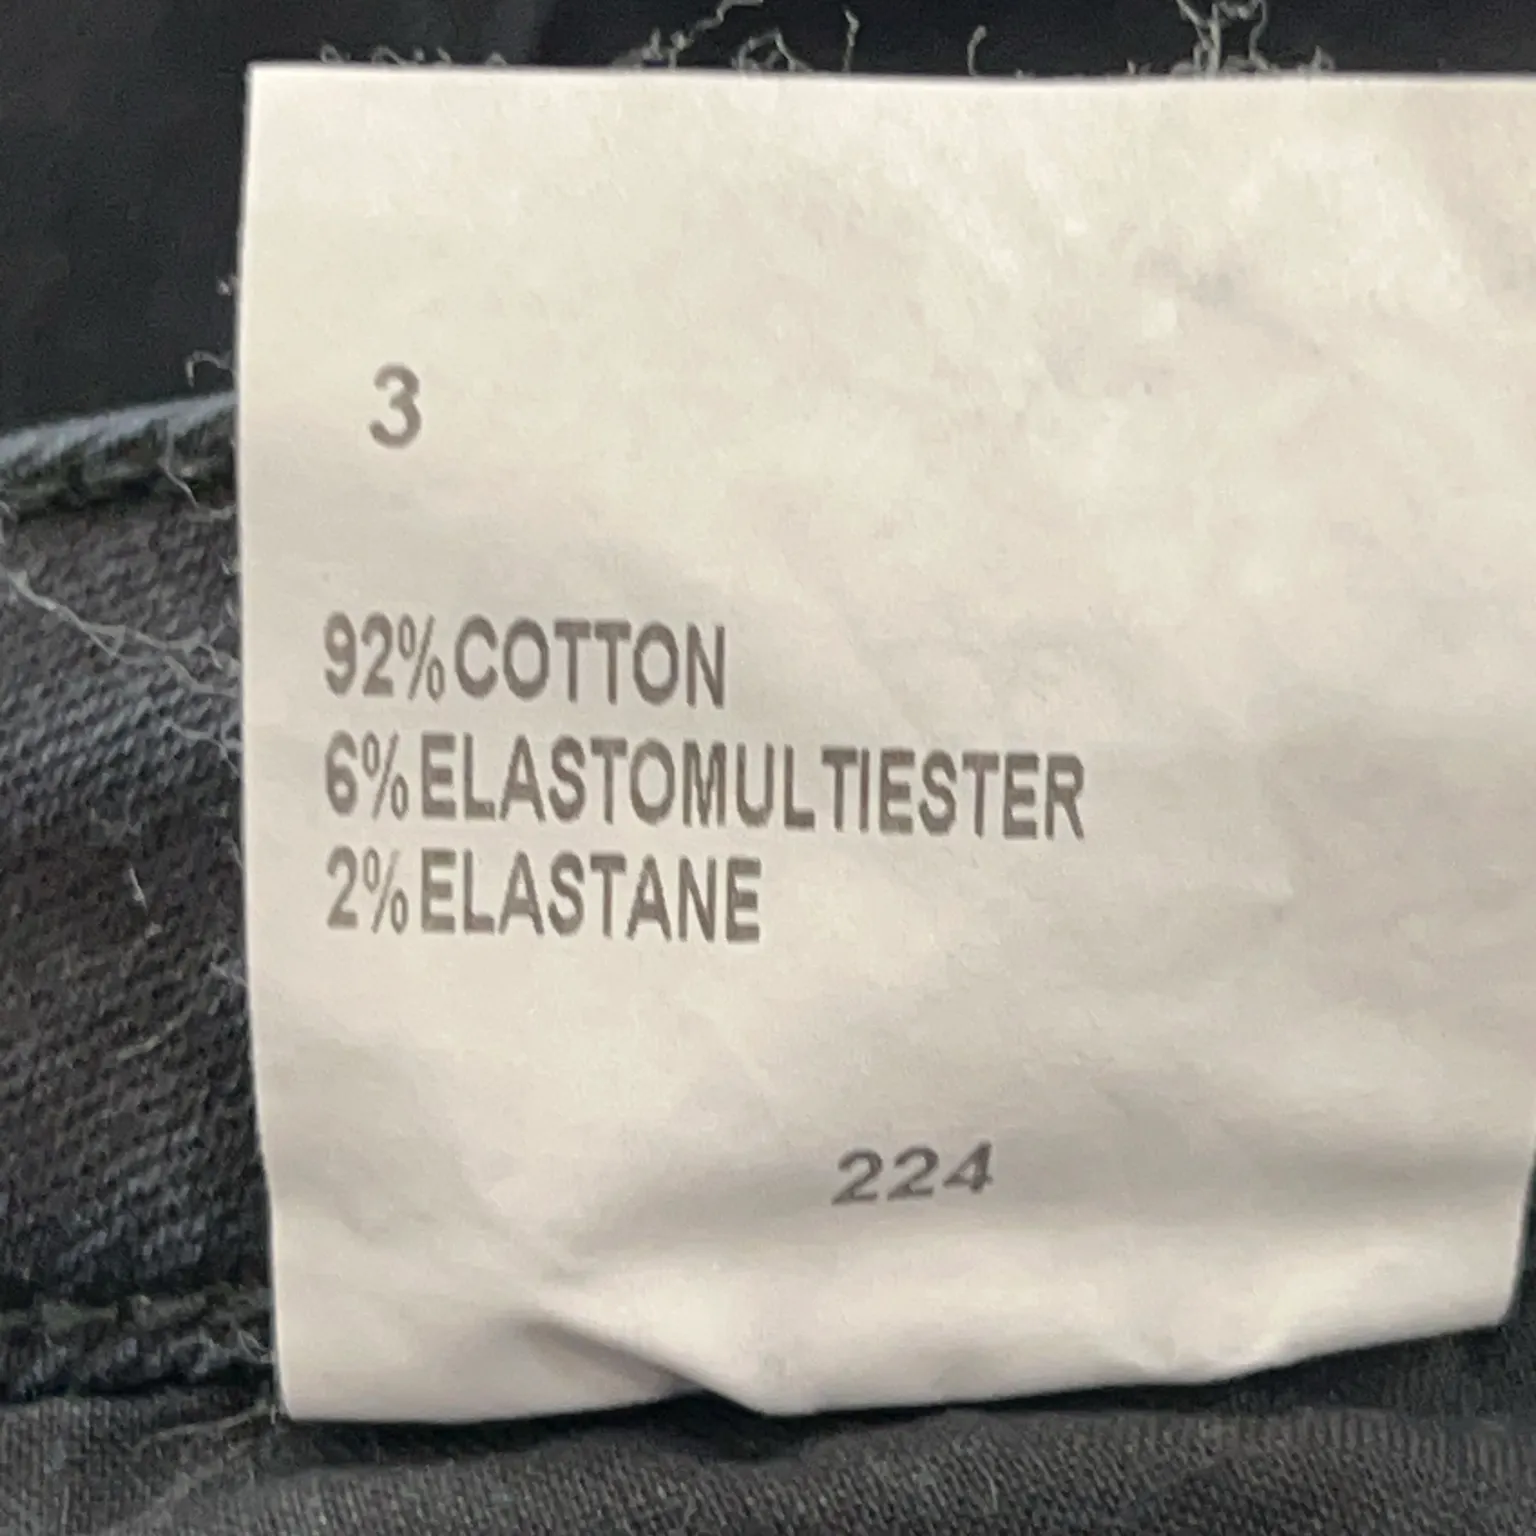 3
92% COTTON
6% ELASTOMULTIESTER
2% ELASTANE
224